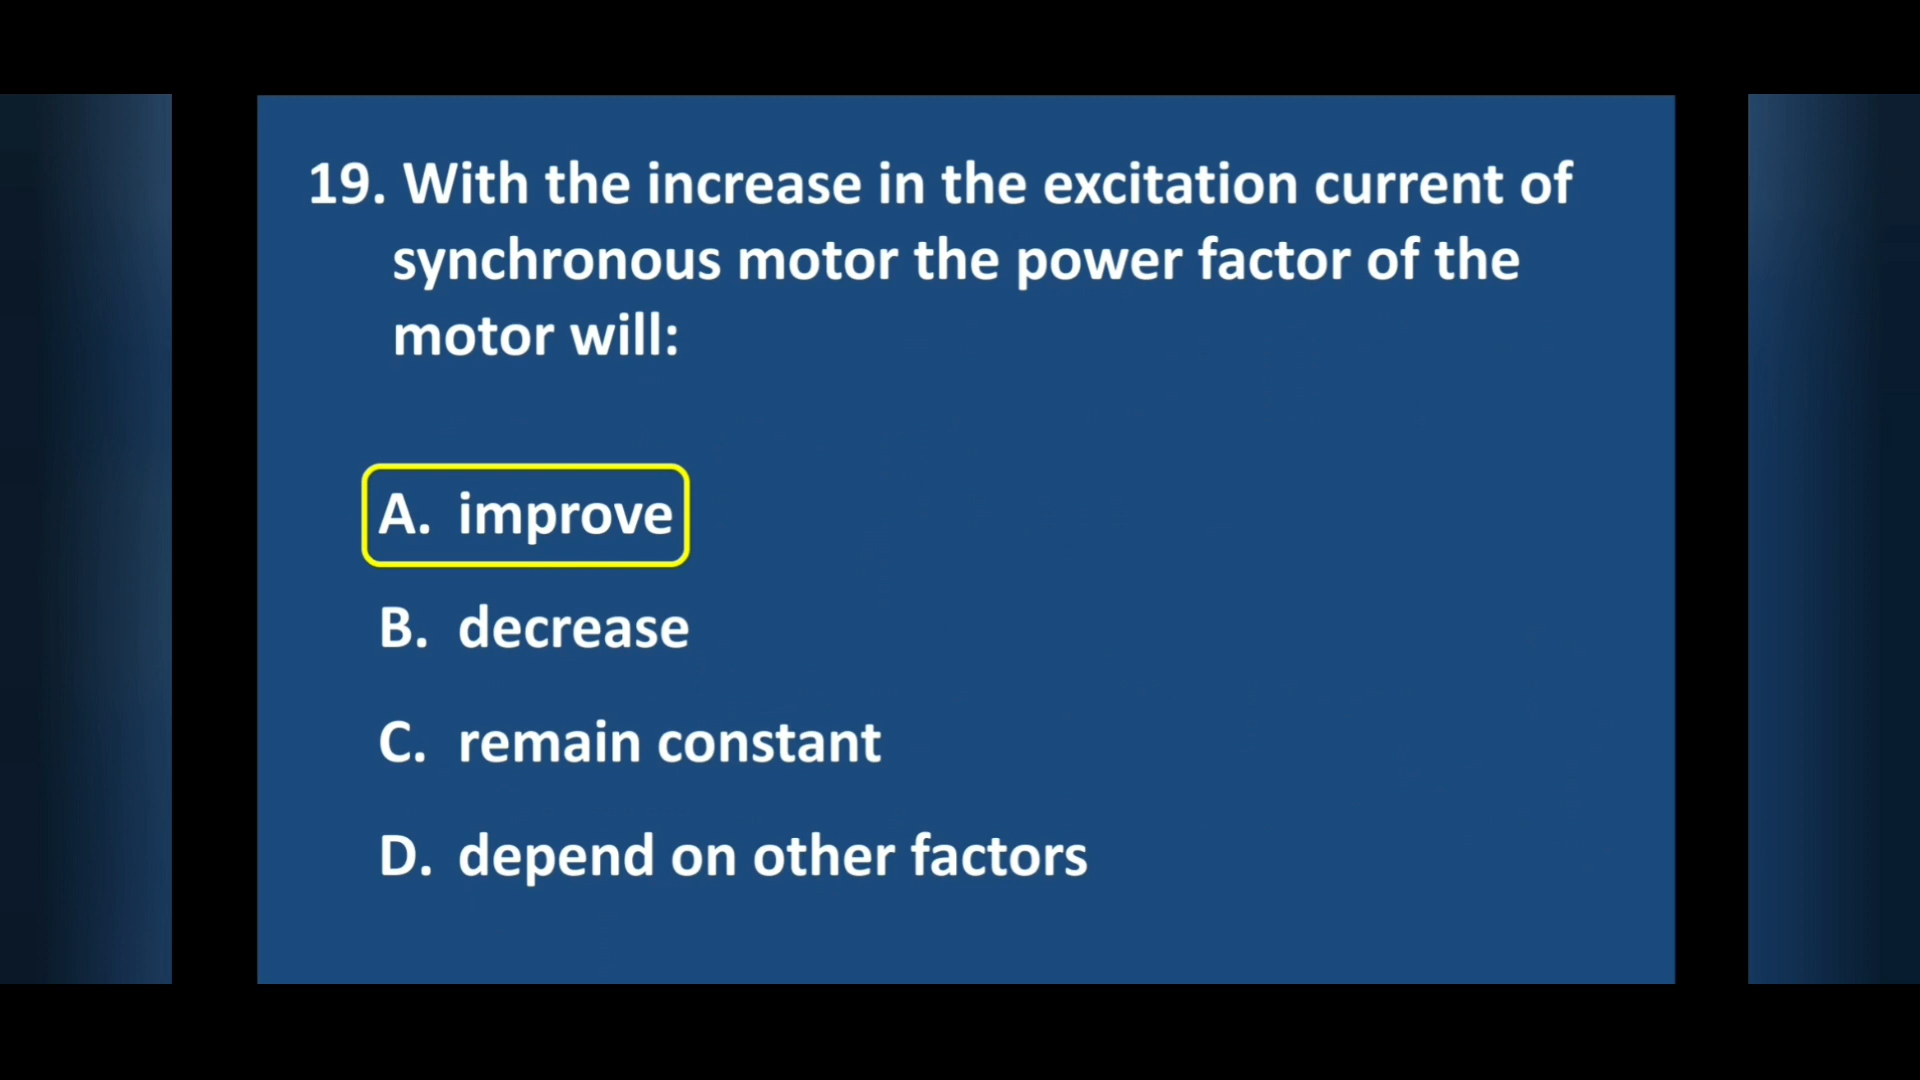 19. With the increase in the excitation current of
synchronous motor the power factor of the
motor will:
A. improve
B. decrease
C. remain constant
D. depend on other factors